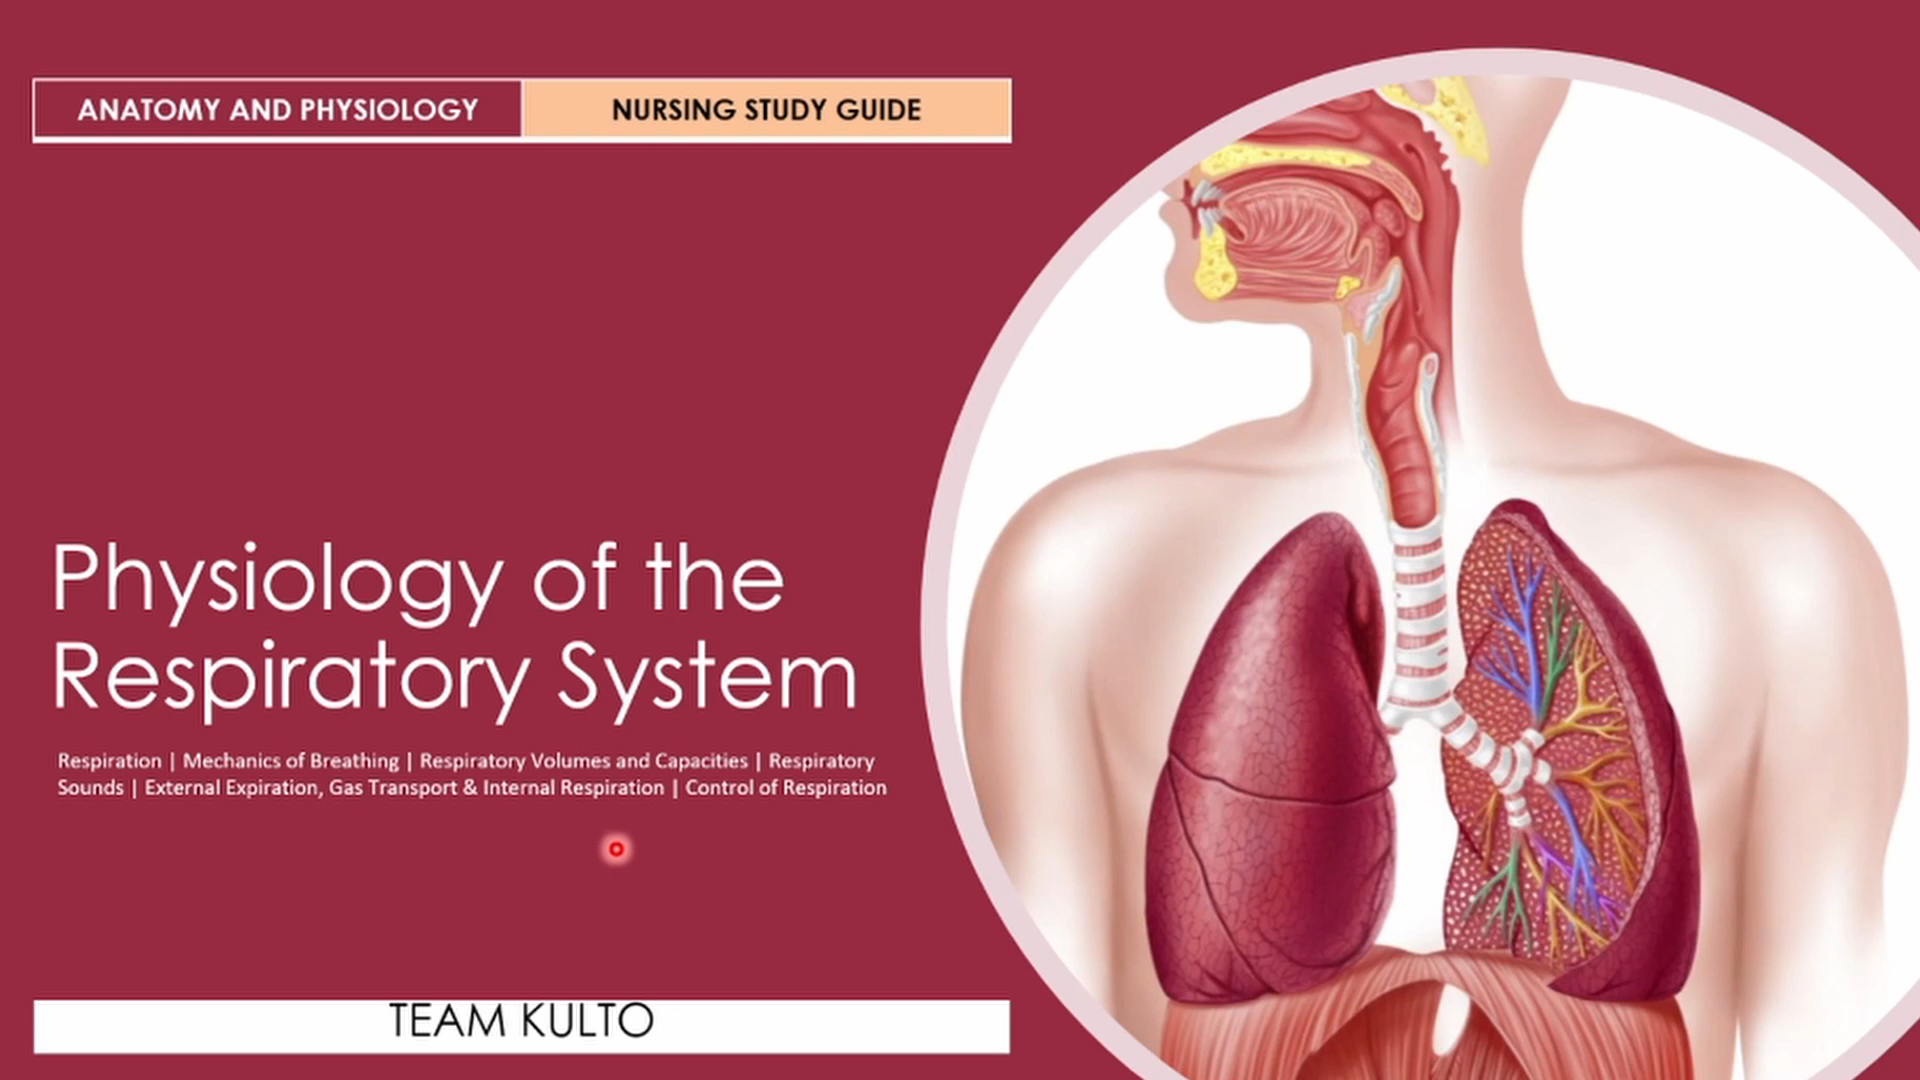 ANATOMY AND PHYSIOLOGY
NURSING STUDY GUIDE
Physiology of the
Respiratory System
Respiration | Mechanics of Breathing | Respiratory Volumes and Capacities | Respiratory
Sounds | External Expiration, Gas Transport & Internal Respiration | Control of Respiration
TEAM KULTO